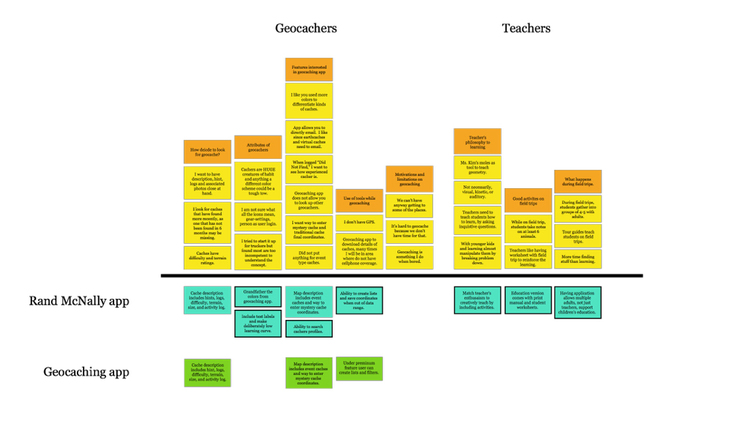 Geocachers
Teachers
Features interested
in geocaching app
I like you used more
colors to
differentiate kinds
of caches.
App allows you to
directly email. I like
since earthcaches
and virtual caches
need to email.
When logged "Did
Not Find," I want to
see how experienced
cacher is.
Geocaching app
does not allow you
to look up other
geocachers.
I want way to enter
mystery cache and
traditional cache
final coordinates.
Did not put
anything for event
type caches.
How decide to look
for geocache?
I want to have
description, hint,
logs and associated
photos close at
hand.
I look for caches
that have found
more recently, as one
that has not
been found in 6
months may be
missing.
Caches have
difficulty and terrain
ratings.
Attributes of
geocachers
Cachers are HUGE
creatures of habit
and anything a
different color
scheme could be a
tough row.
I am not sure what
all the icons mean,
gear settings,
person as user login.
I tried to start it up
for trackers but
found most are too
incompetent to
understand the
concept.
Use of tools while
geocaching
I don't have GPS.
Geocaching app to
download details of
caches, many times
I will be in area
where do not have
cellphone coverage.
Motivations and
limitations on
geocaching
We can't have
anyway getting to
some of the places.
It's hard to geocache
because we don't
have time for that.
Geocaching is
something I do
when bored.
Teacher's
philosophy to
learning
Ms. Kim's
tool to teach
geometry.
Not necessarily,
visual, kinetic, or
auditory.
Teachers need to
teach students how
to learn, by asking
inquisitive questions.
With younger kids
and learning almost
manipulate them by
breaking problem
down.
Good activities on
field trips
While on field trip,
students take notes
on at least 6
animals.
Teachers like having
worksheet with field
trip to reinforce the
learning.
What happens
during field trips.
During field trips,
students gather into
groups of 4-5 with
adults
Tour guides teach
students on field
trips.
More time finding
stuff than learning.
Rand McNally app
Cache description
includes hints, logs,
difficulty, terrain,
size, and activity log.
Grandfather the
colors from
geocaching app.
Include text labels
and make
deliberately low
learning curve.
Map description
includes event
caches and way to
enter mystery cache
coordinates.
Ability to search
cachers profiles.
Ability to create lists
and save coordinates
when out of data
range.
Match teacher's
enthusiasm to
creatively teach by
including activities.
Education version
comes with print
manual and student
worksheets.
Having application
allows multiple
adults, not just
teachers, support
children's education.
Geocaching app
Cache description
includes hint, logs,
difficulty, terrain,
size, and activity log.
Map description
includes event caches
and way to enter
mystery cache
coordinates.
Under premium
feature user can
create lists and filters.